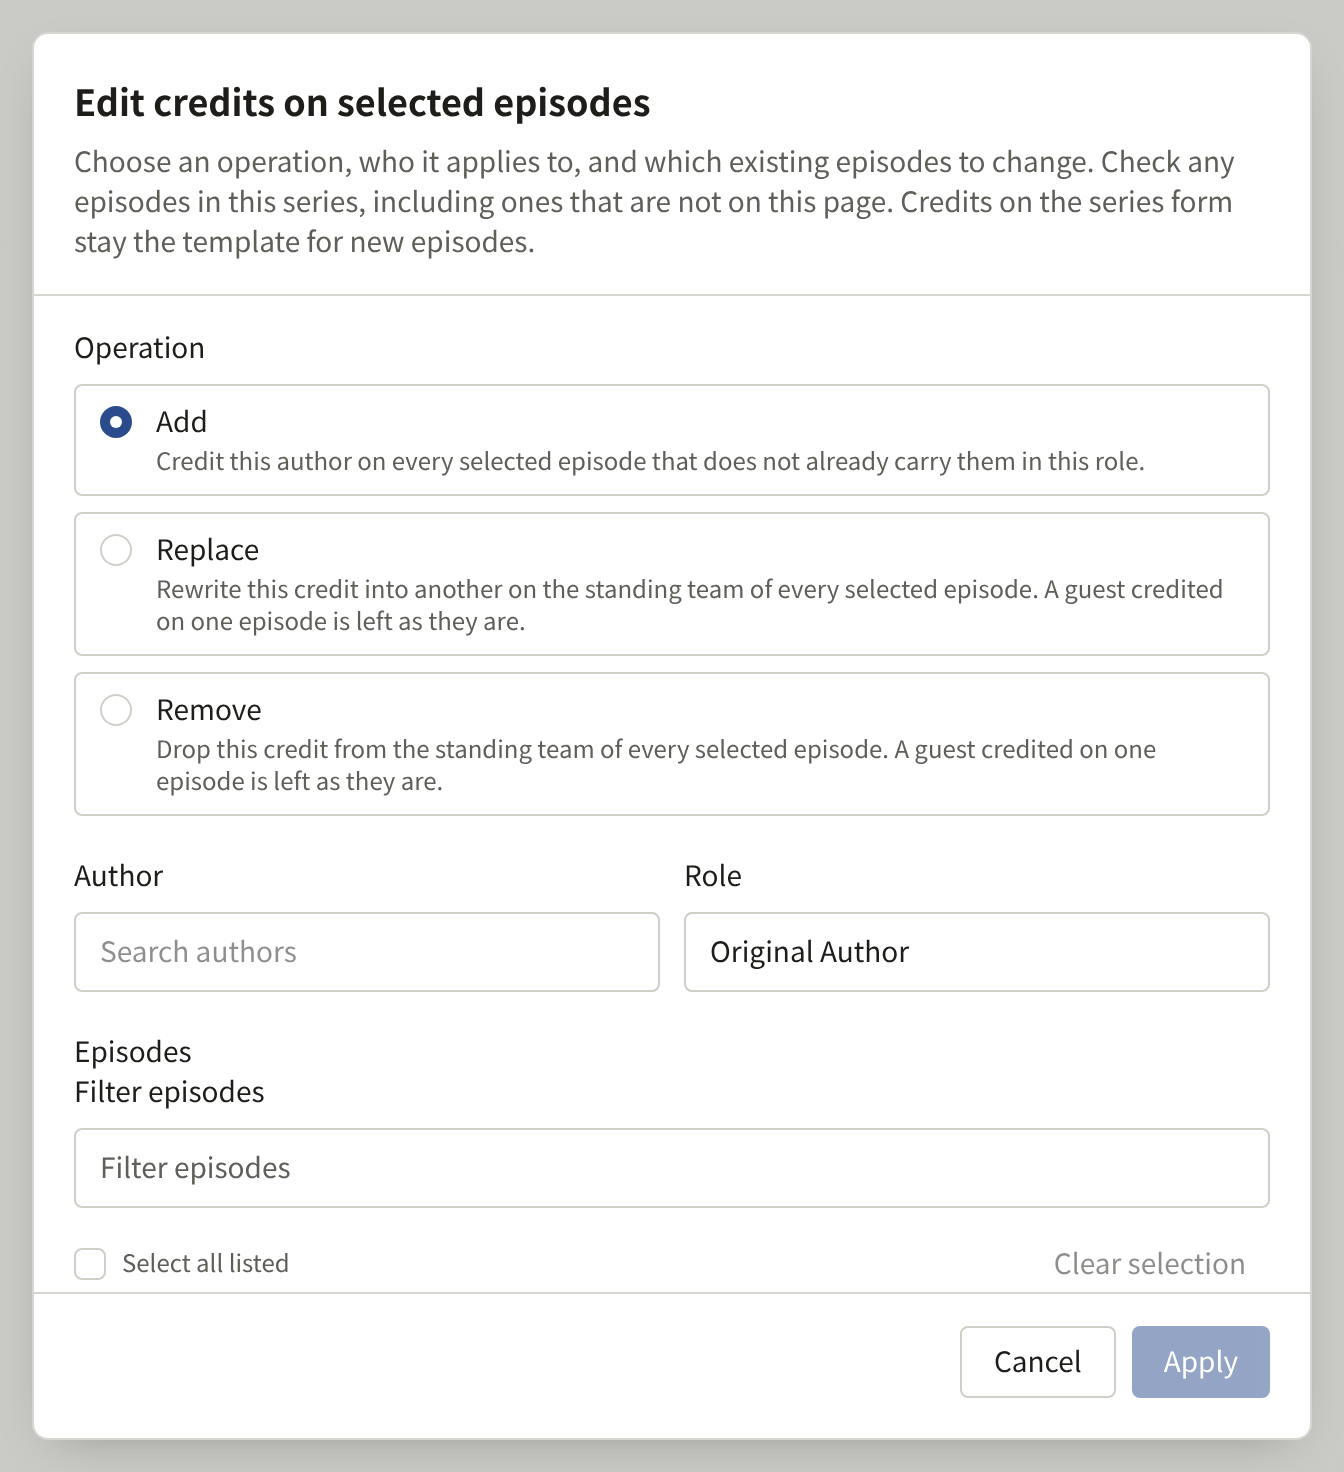 Edit credits on selected episodes
Choose an operation, who it applies to, and which existing episodes to change. Check any
episodes in this series, including ones that are not on this page. Credits on the series form
stay the template for new episodes.
Operation
Add
Credit this author on every selected episode that does not already carry them in this role.
Replace
Rewrite this credit into another on the standing team of every selected episode. A guest credited
on one episode is left as they are.
Remove
Drop this credit from the standing team of every selected episode. A guest credited on one
episode is left as they are.
Author
Role
Search authors
Original Author
Episodes
Filter episodes
Filter episodes
Select all listed
Clear selection
Cancel
Apply